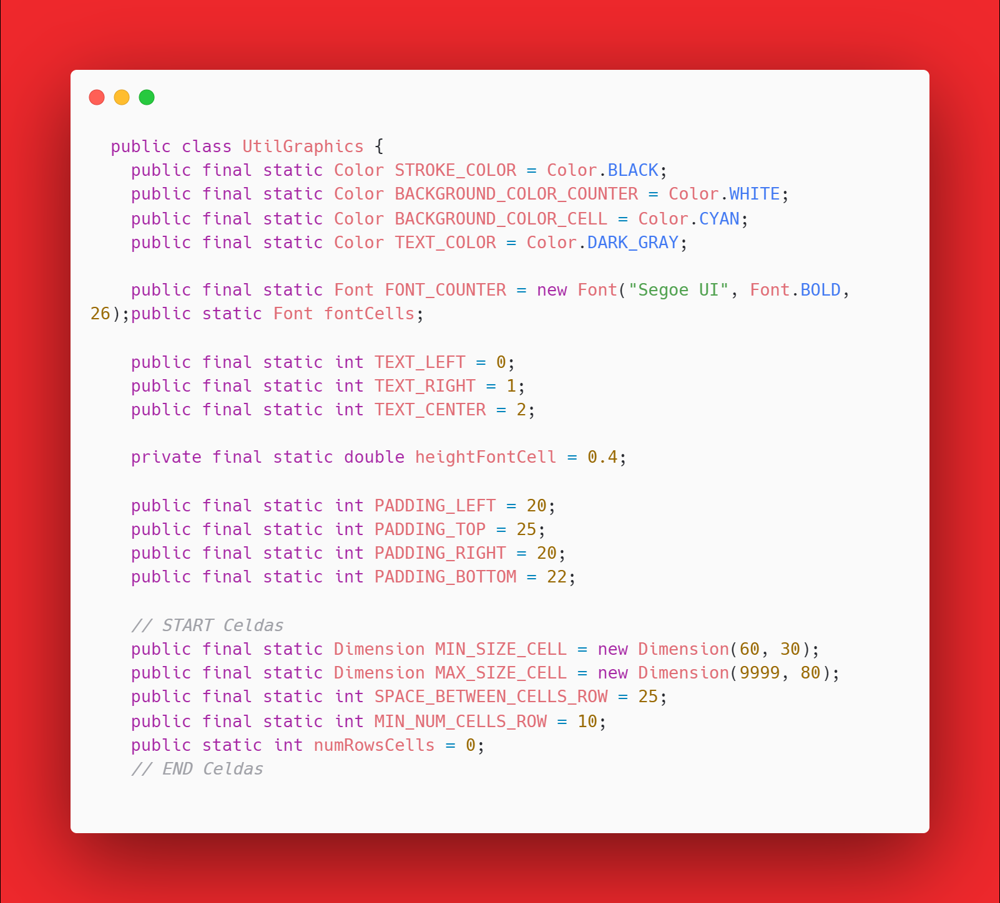 public class UtilGraphics {
public final static Color STROKE_COLOR = Color.BLACK;
public final static Color BACKGROUND_COLOR_COUNTER = Color.WHITE;
public final static Color BACKGROUND_COLOR_CELL = Color.CYAN;
public final static Color TEXT_COLOR = Color.DARK_GRAY;
public final static Font FONT_COUNTER = new Font("Segoe UI", Font.BOLD,
26);public static Font fontCells;
public final static int TEXT_LEFT = 0;
public final static int TEXT_RIGHT = 1;
public final static int TEXT_CENTER = 2;
private final static double heightFontCell = 0.4;
public final static int PADDING_LEFT = 20;
public final static int PADDING_TOP = 25;
public final static int PADDING_RIGHT = 20;
public final static int PADDING_BOTTOM = 22;
// START Celdas
public final static Dimension MIN_SIZE_CELL = new Dimension(60, 30);
public final static Dimension MAX_SIZE_CELL = new Dimension(9999, 80);
public final static int SPACE_BETWEEN_CELLS_ROW = 25;
public final static int MIN_NUM_CELLS_ROW = 10;
public static int numRowsCells = 0;
// END Celdas